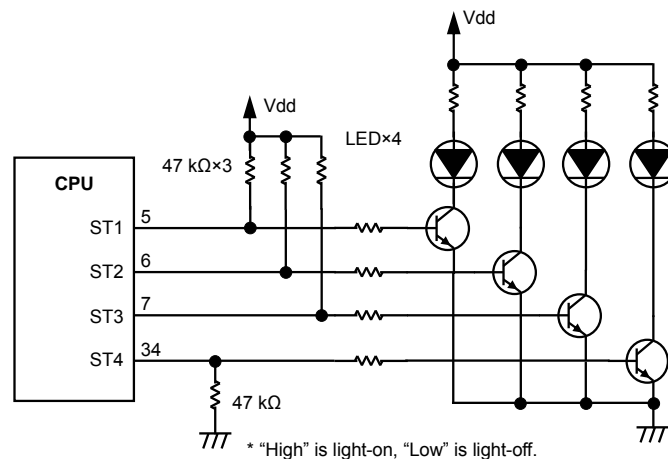 Vdd
Vdd
LED×4
47 kΩ×3
CPU
ST1 5
ST2 6
ST3 7
ST4 34
47 kΩ
* “High” is light-on, “Low” is light-off.